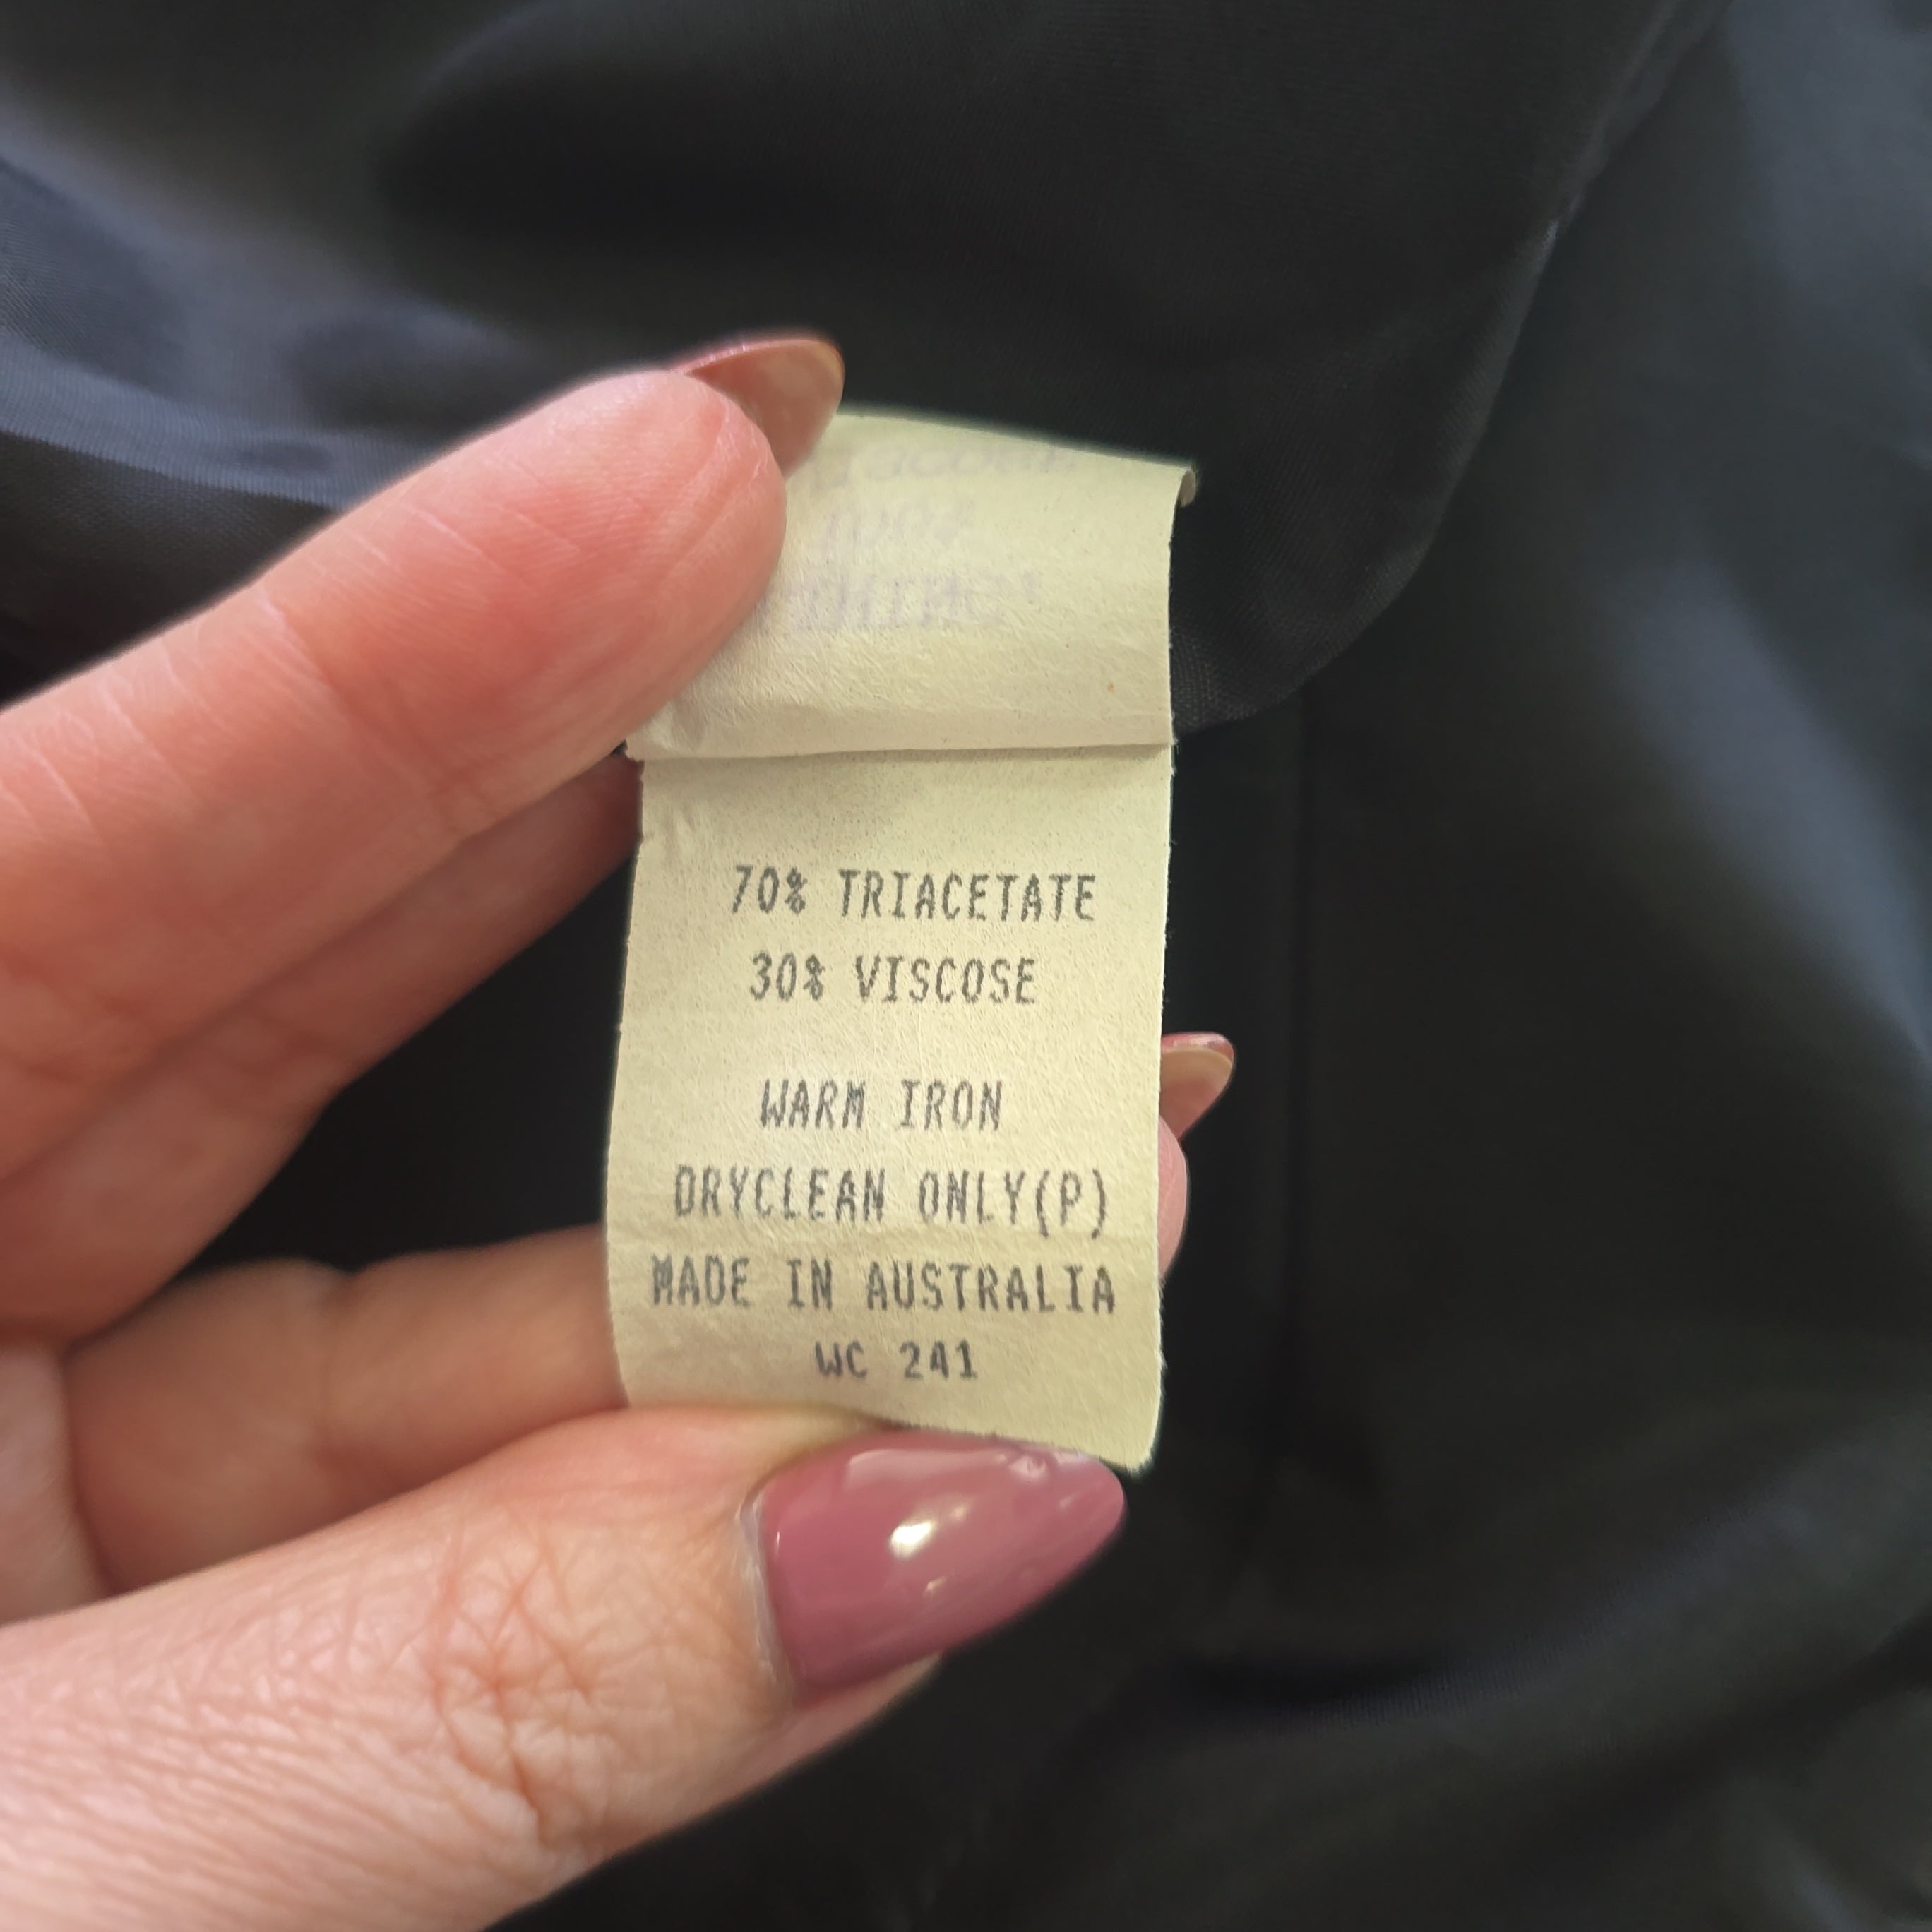 70% TRIACETATE
30% VISCOSE
WARM IRON
DRYCLEAN ONLY(P)
MADE IN AUSTRALIA
WC 241